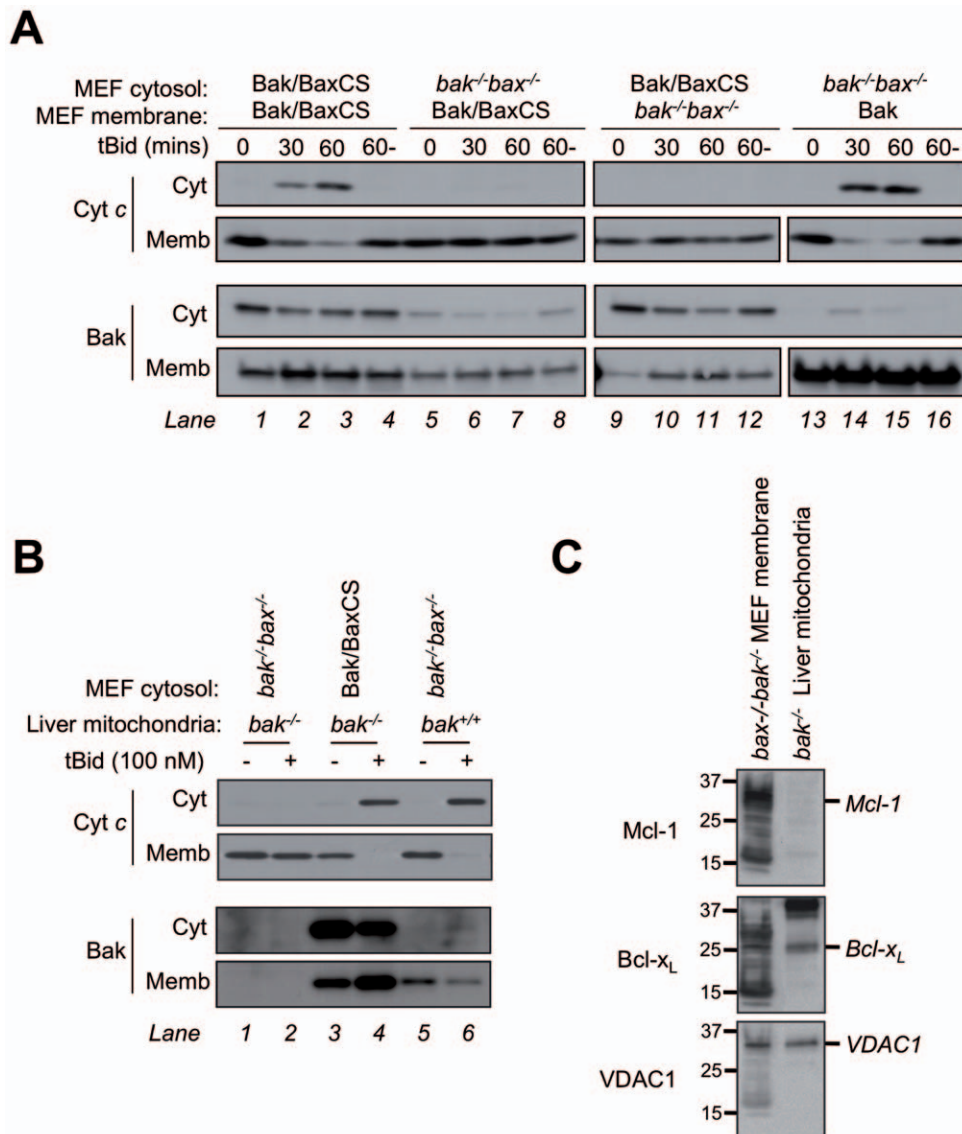 A
MEF cytosol: Bak/BaxCS bak-/-bax-/- Bak/BaxCS bak-/-bax-/-
MEF membrane: Bak/BaxCS Bak/BaxCS bak-/-bax-/- Bak
tBid (mins) 0 30 60 60- 0 30 60 60- 0 30 60 60- 0 30 60 60-
Cyt c Cyt
Memb
Bak Cyt
Memb
Lane 1 2 3 4 5 6 7 8 9 10 11 12 13 14 15 16
B
MEF cytosol: bak-/-bax-/- Bak/BaxCS bak-/-bax-/-
Liver mitochondria: bak-/- bak-/- bak+/+
tBid (100 nM) - + - + - +
Cyt c Cyt
Memb
Bak Cyt
Memb
Lane 1 2 3 4 5 6
C
bax-/-bak-/- MEF membrane
bak-/- Liver mitochondria
37
Mcl-1 25 Mcl-1
15
37
Bcl-xL 25 Bcl-xL
15
37 VDAC1
VDAC1 25
15